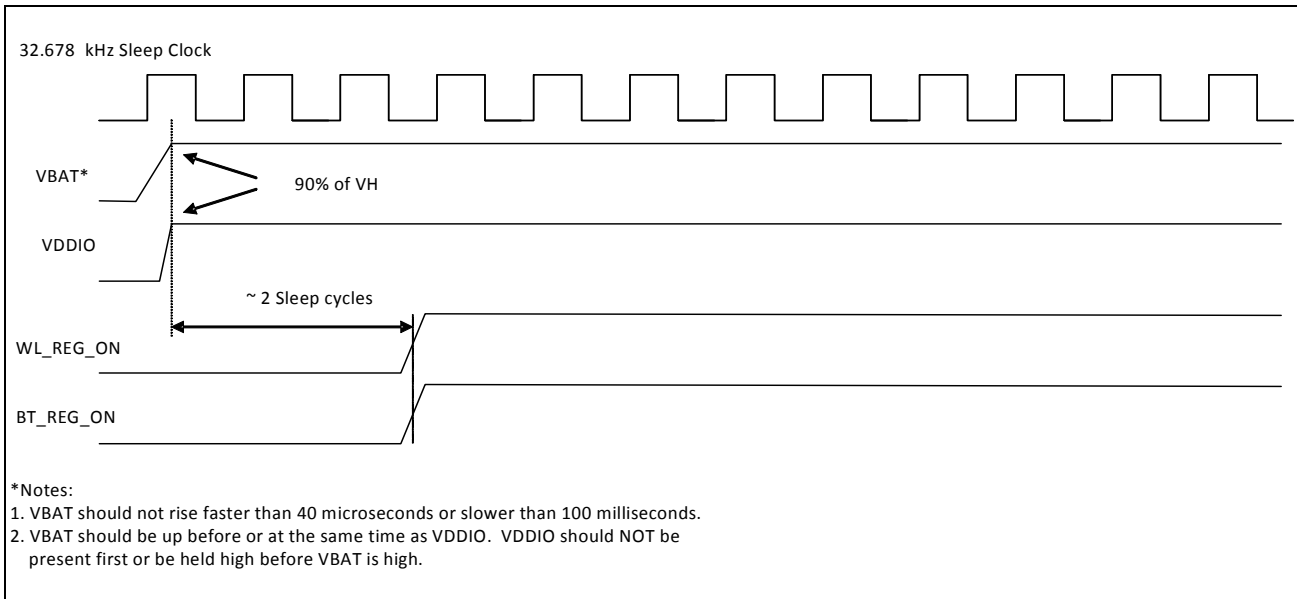 32.678 kHz Sleep Clock
VBAT*
90% of VH
VDDIO
~ 2 Sleep cycles
WL_REG_ON
BT_REG_ON
*Notes:
1. VBAT should not rise faster than 40 microseconds or slower than 100 milliseconds.
2. VBAT should be up before or at the same time as VDDIO. VDDIO should NOT be
present first or be held high before VBAT is high.